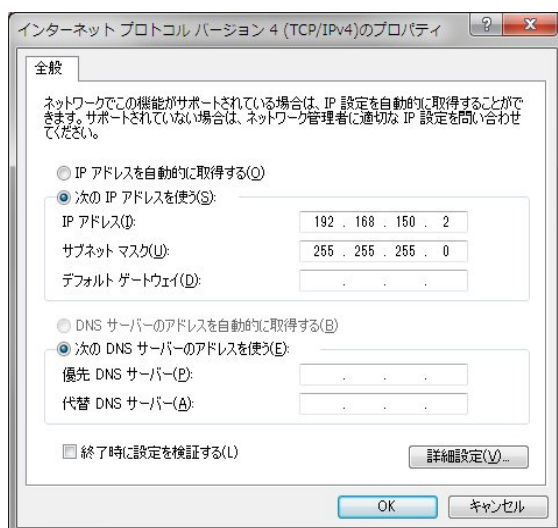 インターネット プロトコル バージョン 4 (TCP/IPv4)のプロパティ
全般
ネットワークでこの機能がサポートされている場合は、IP 設定を自動的に取得することがで
きます。サポートされていない場合は、ネットワーク管理者に適切な IP 設定を問い合わせ
てください。
IP アドレスを自動的に取得する(O)
次の IP アドレスを使う(S):
IP アドレス(I): 192 . 168 . 150 . 2
サブネット マスク(U): 255 . 255 . 255 . 0
デフォルト ゲートウェイ(D): . . .
DNS サーバーのアドレスを自動的に取得する(B)
次の DNS サーバーのアドレスを使う(E):
優先 DNS サーバー(P): . . .
代替 DNS サーバー(A): . . .
終了時に設定を検証する(L)
詳細設定(V)...
OK キャンセル